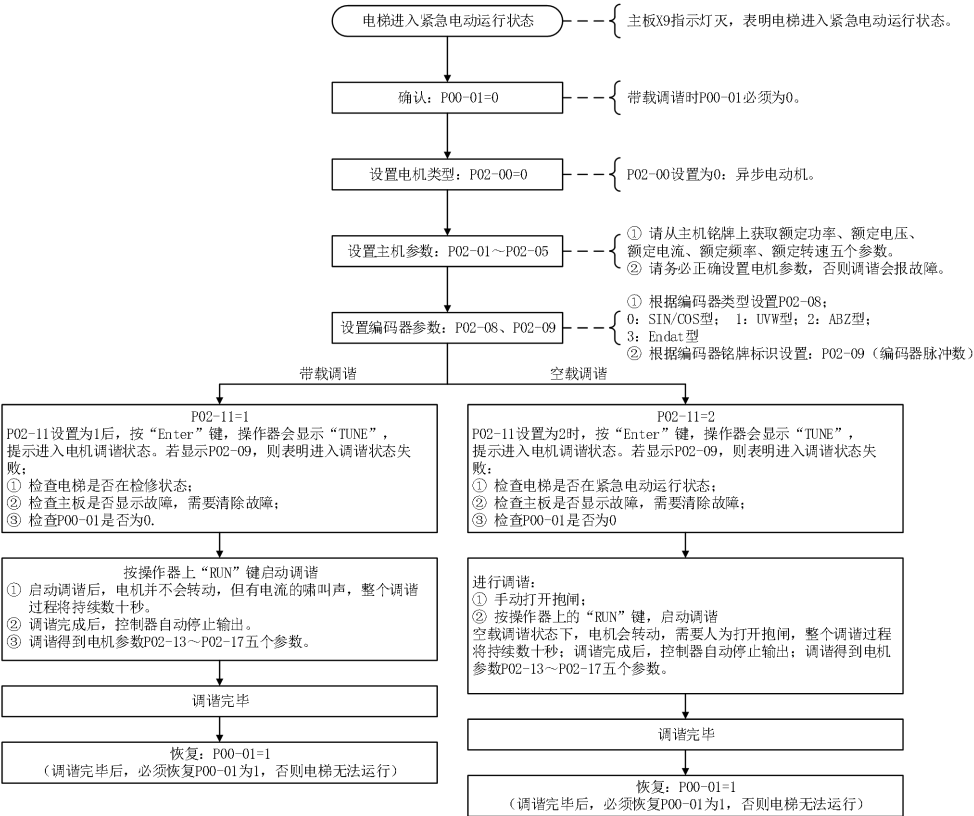 电梯进入紧急电动运行状态
主板X9指示灯灭，表明电梯进入紧急电动运行状态。
确认：P00-01=0
带载调谐时P00-01必须为0。
设置电机类型：P02-00=0
P02-00设置为0：异步电动机。
设置主机参数：P02-01～P02-05
① 请从主机铭牌上获取额定功率、额定电压、
额定电流、额定频率、额定转速五个参数。
② 请务必正确设置电机参数，否则调谐会报故障。
设置编码器参数：P02-08、P02-09
① 根据编码器类型设置P02-08；
0：SIN/COS型； 1：UVW型；2：ABZ型；
3：Endat型
② 根据编码器铭牌标识设置：P02-09（编码器脉冲数）
带载调谐
空载调谐
P02-11=1
P02-11设置为1后，按“Enter”键，操作器会显示“TUNE”，
提示进入电机调谐状态。若显示P02-09，则表明进入调谐状态失
败；
① 检查电梯是否在检修状态；
② 检查主板是否显示故障，需要清除故障；
③ 检查P00-01是否为0.
按操作器上“RUN”键启动调谐
① 启动调谐后，电机并不会转动，但有电流的啸叫声，整个调谐
过程将持续数十秒。
② 调谐完成后，控制器自动停止输出。
③ 调谐得到电机参数P02-13～P02-17五个参数。
调谐完毕
恢复：P00-01=1
（调谐完毕后，必须恢复P00-01为1，否则电梯无法运行）
P02-11=2
P02-11设置为2时，按“Enter”键，操作器会显示“TUNE”，
提示进入电机调谐状态。若显示P02-09，则表明进入调谐状态失
败：
① 检查电梯是否在紧急电动运行状态；
② 检查主板是否显示故障，需要清除故障；
③ 检查P00-01是否为0
进行调谐：
① 手动打开抱闸；
② 按操作器上的“RUN”键，启动调谐
空载调谐状态下，电机会转动，需要人为打开抱闸，整个调谐过程
将持续数十秒；调谐完成后，控制器自动停止输出；调谐得到电机
参数P02-13～P02-17五个参数。
调谐完毕
恢复：P00-01=1
（调谐完毕后，必须恢复P00-01为1，否则电梯无法运行）